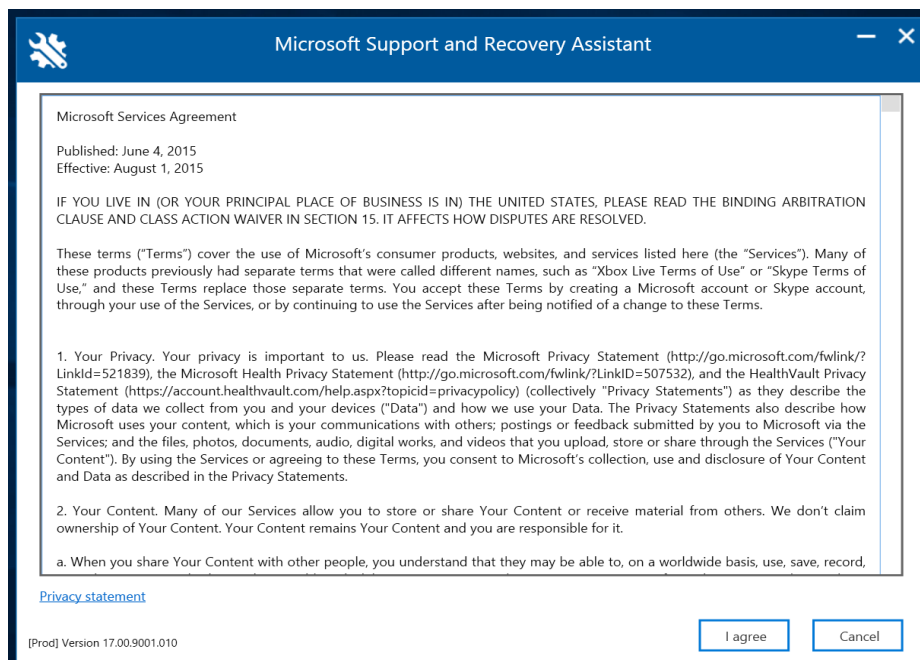 Microsoft Support and Recovery Assistant
Microsoft Services Agreement
Published: June 4, 2015
Effective: August 1, 2015
IF YOU LIVE IN (OR YOUR PRINCIPAL PLACE OF BUSINESS IS IN) THE UNITED STATES, PLEASE READ THE BINDING ARBITRATION
CLAUSE AND CLASS ACTION WAIVER IN SECTION 15. IT AFFECTS HOW DISPUTES ARE RESOLVED.
These terms (“Terms”) cover the use of Microsoft’s consumer products, websites, and services listed here (the “Services”). Many of
these products previously had separate terms that were called different names, such as “Xbox Live Terms of Use” or “Skype Terms of
Use,” and these Terms replace those separate terms. You accept these Terms by creating a Microsoft account or Skype account,
through your use of the Services, or by continuing to use the Services after being notified of a change to these Terms.
1. Your Privacy. Your privacy is important to us. Please read the Microsoft Privacy Statement (http://go.microsoft.com/fwlink/?
LinkId=521839), the Microsoft Health Privacy Statement (http://go.microsoft.com/fwlink/?LinkID=507532), and the HealthVault Privacy
Statement (https://account.healthvault.com/help.aspx?topicid=privacypolicy) (collectively "Privacy Statements") as they describe the
types of data we collect from you and your devices ("Data") and how we use your Data. The Privacy Statements also describe how
Microsoft uses your content, which is your communications with others; postings or feedback submitted by you to Microsoft via the
Services; and the files, photos, documents, audio, digital works, and videos that you upload, store or share through the Services ("Your
Content"). By using the Services or agreeing to these Terms, you consent to Microsoft’s collection, use and disclosure of Your Content
and Data as described in the Privacy Statements.
2. Your Content. Many of our Services allow you to store or share Your Content or receive material from others. We don’t claim
ownership of Your Content. Your Content remains Your Content and you are responsible for it.
a. When you share Your Content with other people, you understand that they may be able to, on a worldwide basis, use, save, record,
Privacy statement
[Prod] Version 17.00.9001.010
I agree
Cancel